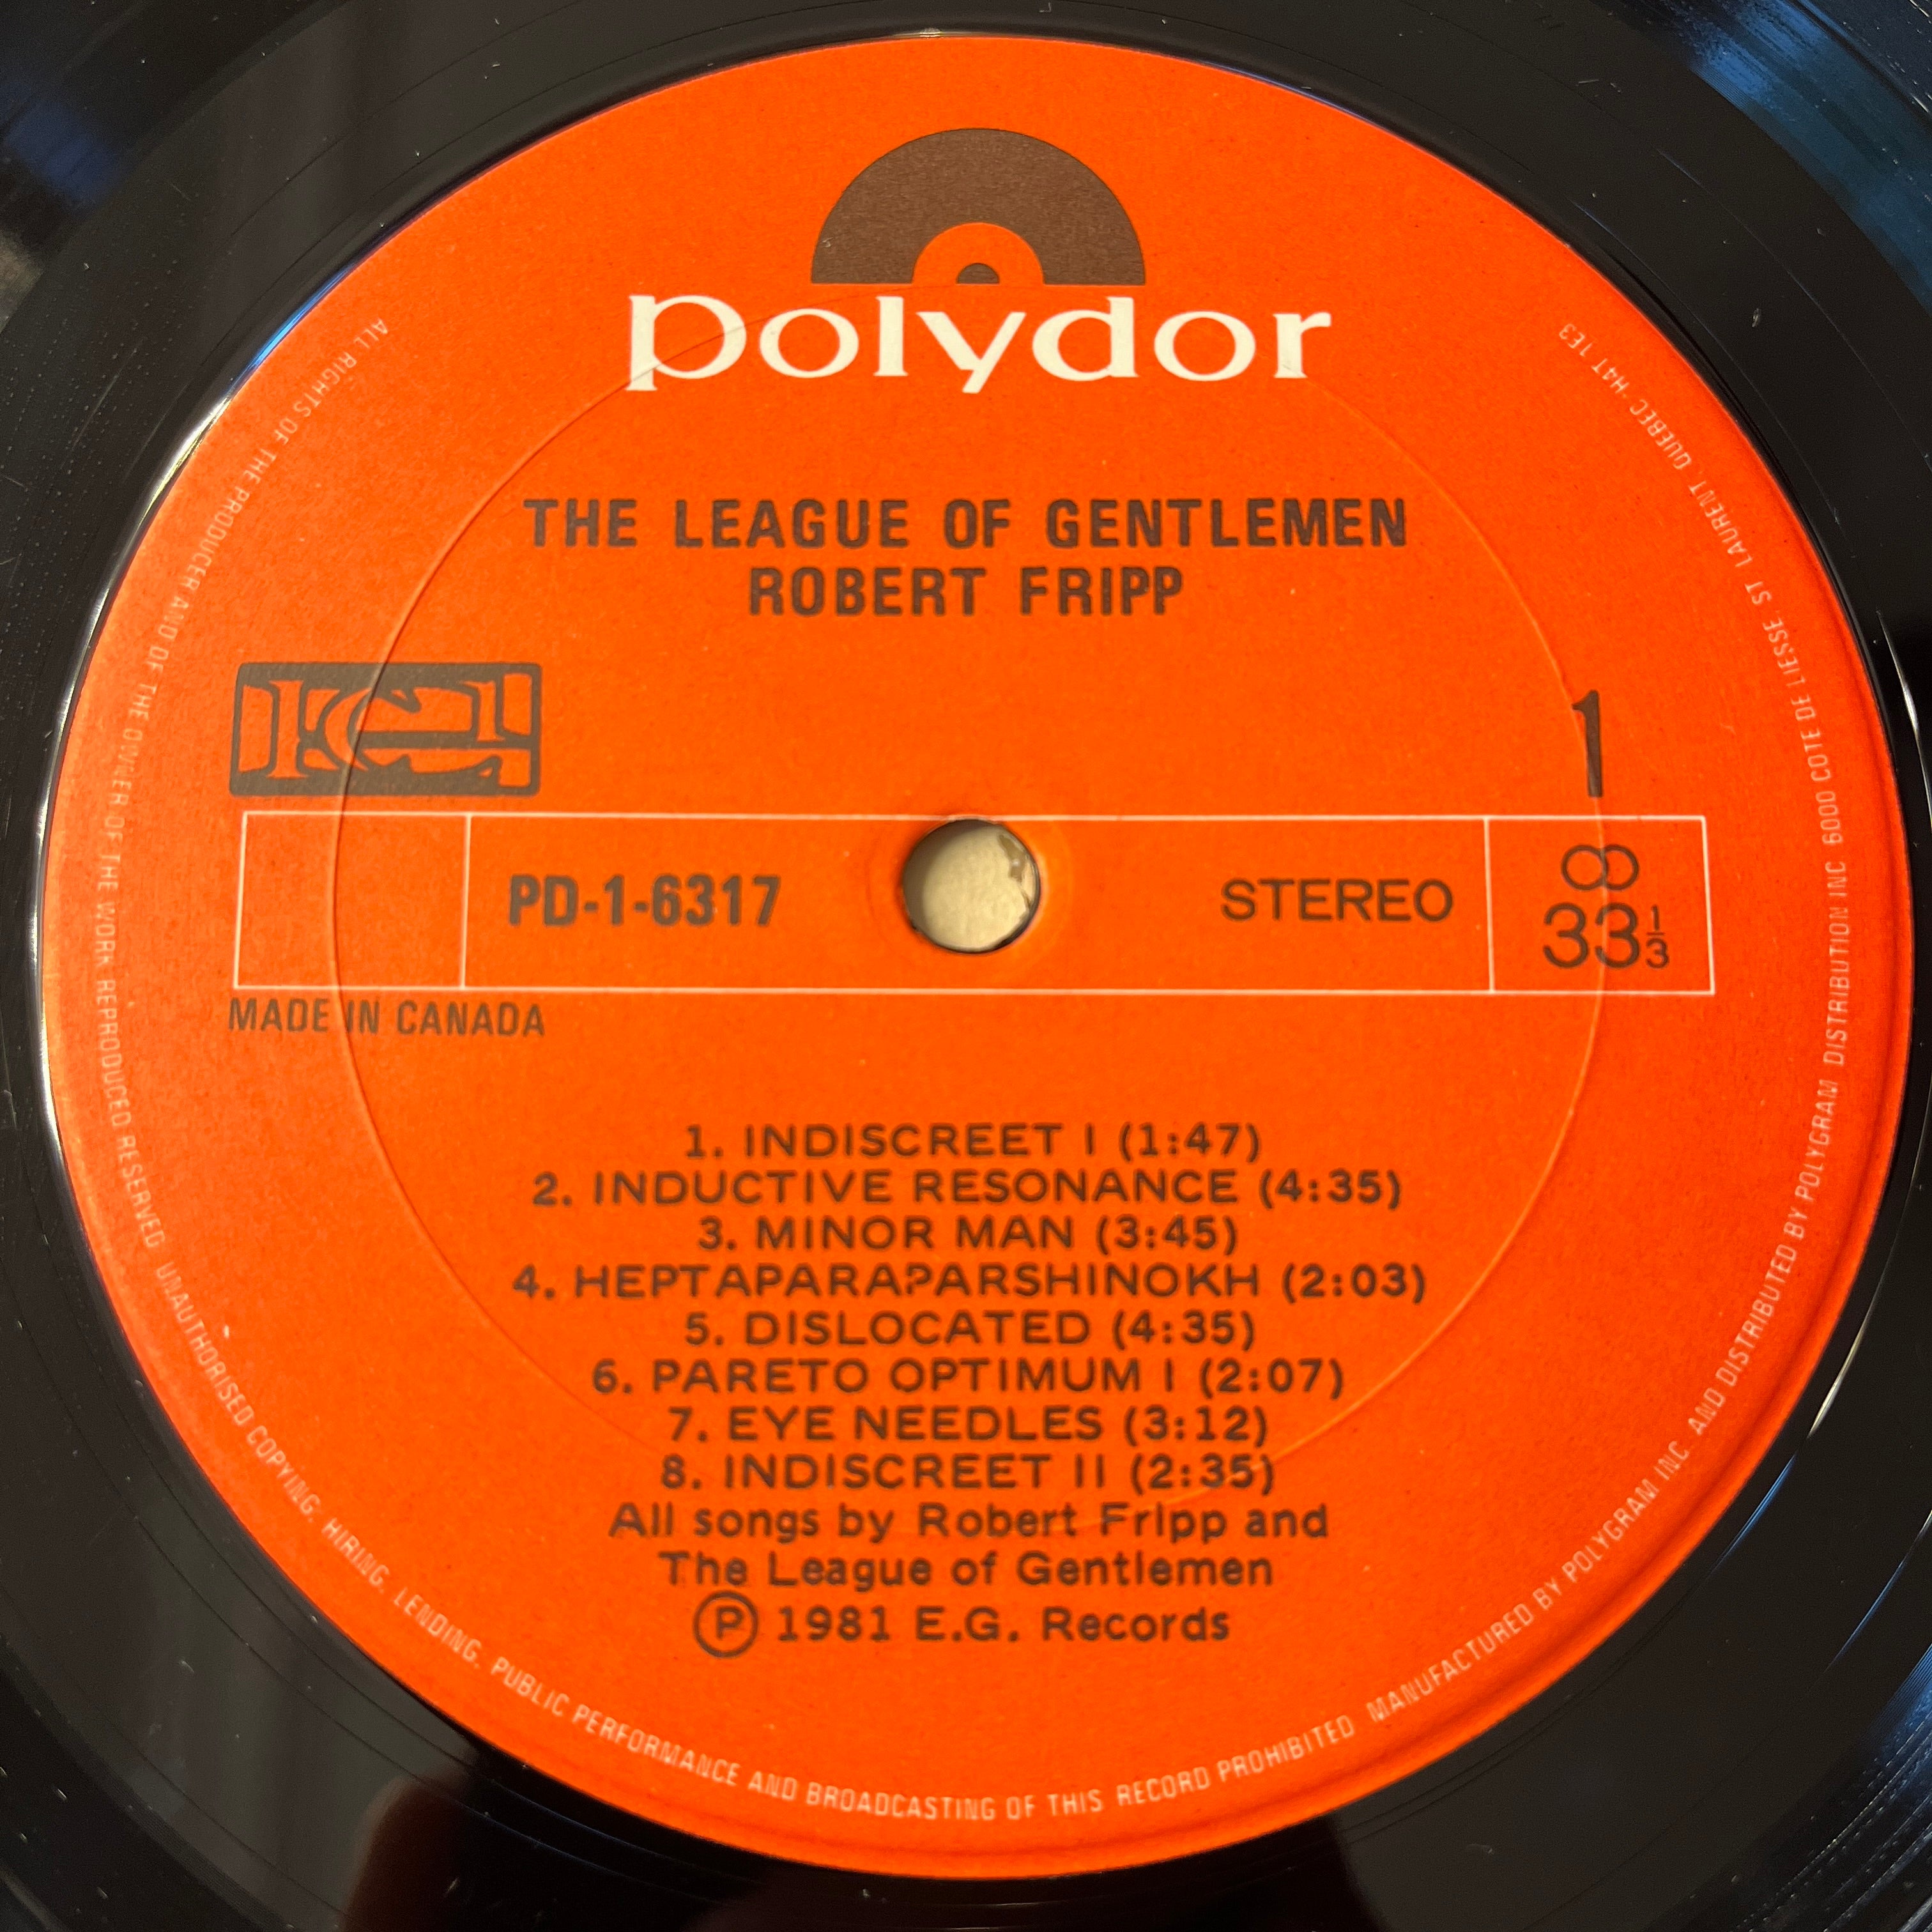 polydor
THE LEAGUE OF GENTLEMEN
ROBERT FRIPP
EG
1
PD-1-6317
STEREO
33 1/3
MADE IN CANADA
1. INDISCREET I (1:47)
2. INDUCTIVE RESONANCE (4:35)
3. MINOR MAN (3:45)
4. HEPTAPARAPARSHINOKH (2:03)
5. DISLOCATED (4:35)
6. PARETO OPTIMUM I (2:07)
7. EYE NEEDLES (3:12)
8. INDISCREET II (2:35)
All songs by Robert Fripp and
The League of Gentlemen
Ⓟ 1981 E.G. Records
ALL RIGHTS OF THE PRODUCER AND OF THE OWNER OF THE WORK REPRODUCED RESERVED UNAUTHORISED COPYING, HIRING, LENDING, PUBLIC PERFORMANCE AND BROADCASTING OF THIS RECORD PROHIBITED MANUFACTURED BY POLYGRAM INC. AND DISTRIBUTED BY POLYGRAM DISTRIBUTION INC 6000 COTE DE LIESSE, ST LAURENT, QUEBEC H4T 1E3